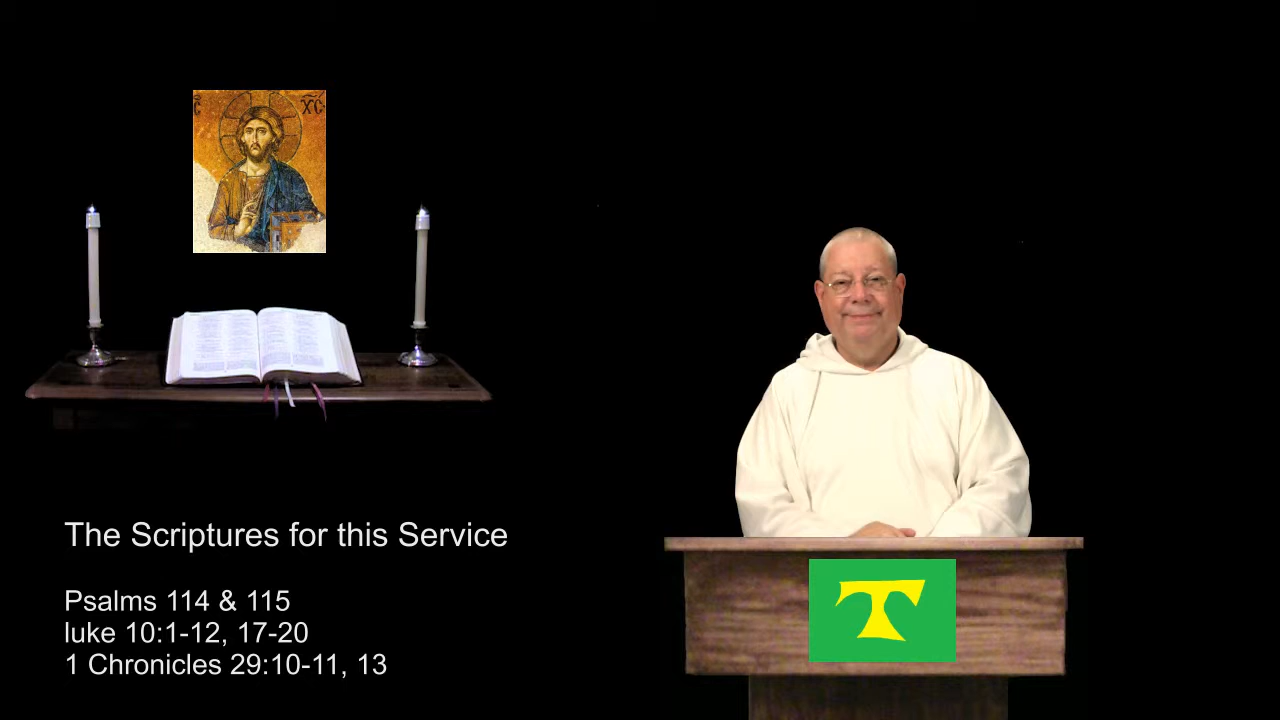 The Scriptures for this Service
Psalms 114 & 115
luke 10:1-12, 17-20
1 Chronicles 29:10-11, 13